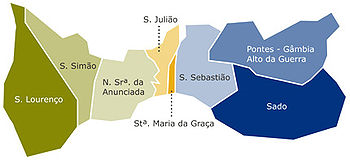 S. Julião
S. Simão
S. Lourenço
N. Srª. da
Anunciada
Stª. Maria da Graça
S. Sebastião
Pontes - Gâmbia
Alto da Guerra
Sado